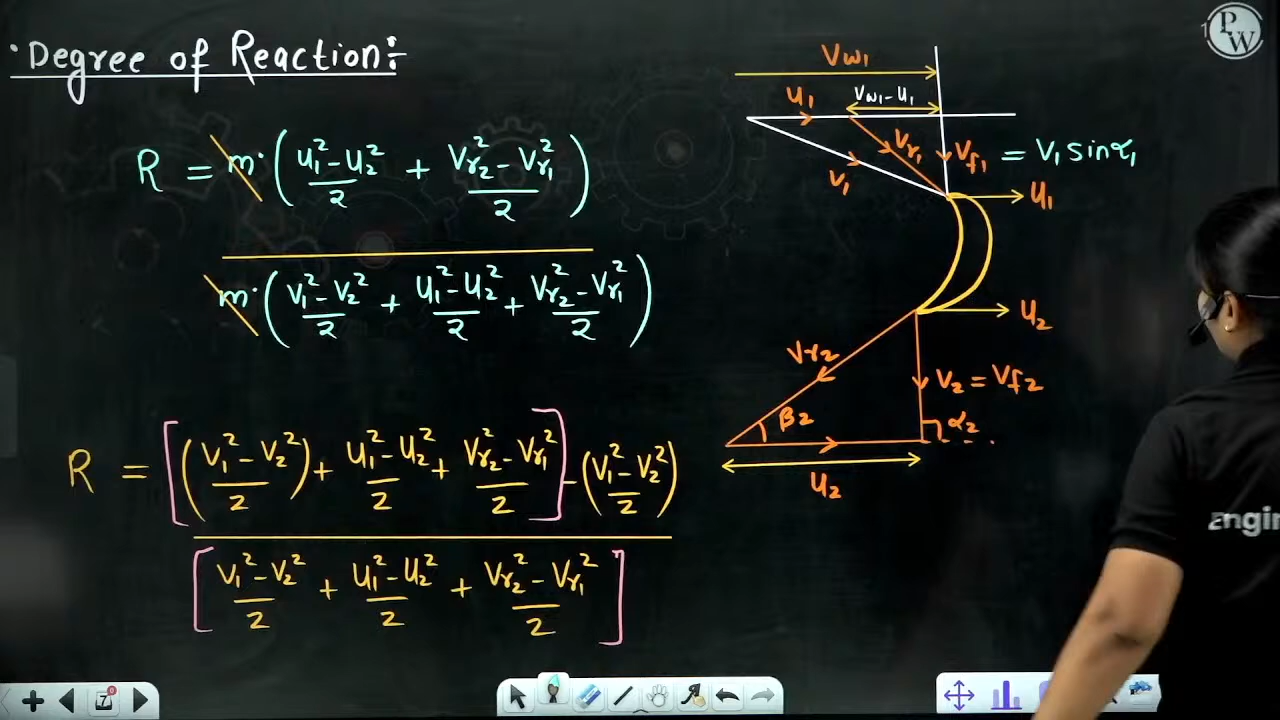 Degree of Reaction:-
R = ṁ ( (u₁² - u₂²)/2 + (Vr₂² - Vr₁²)/2 )
ṁ ( (V₁² - V₂²)/2 + (u₁² - u₂²)/2 + (Vr₂² - Vr₁²)/2 )
R = [ ( (V₁² - V₂²)/2 ) + (u₁² - u₂²)/2 + (Vr₂² - Vr₁²)/2 ] - ( (V₁² - V₂²)/2 )
[ (V₁² - V₂²)/2 + (u₁² - u₂²)/2 + (Vr₂² - Vr₁²)/2 ]
Vw₁
u₁
Vw₁ - u₁
Vr₁
Vf₁ = V₁ sin α₁
V₁
u₁
u₂
Vr₂
V₂ = Vf₂
β₂
α₂
u₂
PW
engin
7